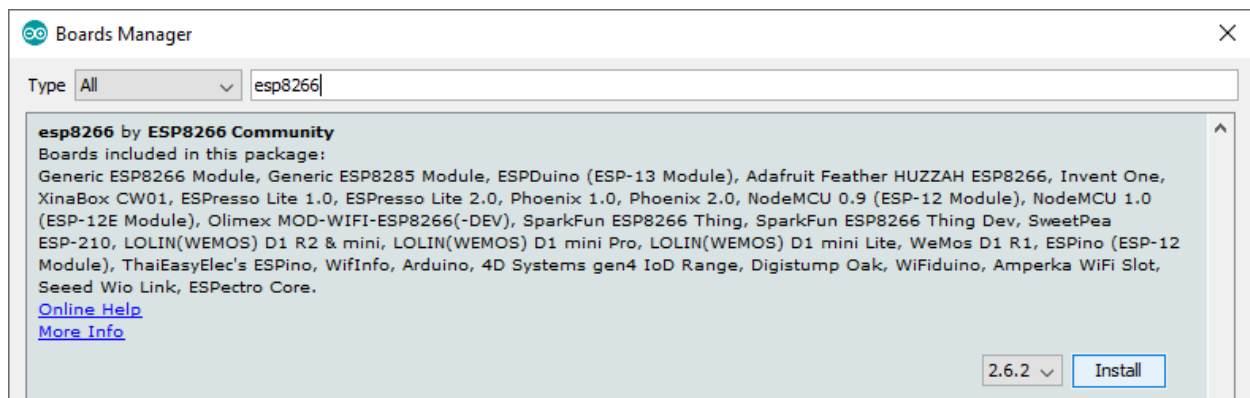 Boards Manager
Type All esp8266
esp8266 by ESP8266 Community
Boards included in this package:
Generic ESP8266 Module, Generic ESP8285 Module, ESPDuino (ESP-13 Module), Adafruit Feather HUZZAH ESP8266, Invent One,
XinaBox CW01, ESPresso Lite 1.0, ESPresso Lite 2.0, Phoenix 1.0, Phoenix 2.0, NodeMCU 0.9 (ESP-12 Module), NodeMCU 1.0
(ESP-12E Module), Olimex MOD-WIFI-ESP8266(-DEV), SparkFun ESP8266 Thing, SparkFun ESP8266 Thing Dev, SweetPea
ESP-210, LOLIN(WEMOS) D1 R2 & mini, LOLIN(WEMOS) D1 mini Pro, LOLIN(WEMOS) D1 mini Lite, WeMos D1 R1, ESPino (ESP-12
Module), ThaiEasyElec's ESPino, WifInfo, Arduino, 4D Systems gen4 IoD Range, Digistump Oak, WiFiduino, Amperka WiFi Slot,
Seeed Wio Link, ESPectro Core.
Online Help
More Info
2.6.2 Install